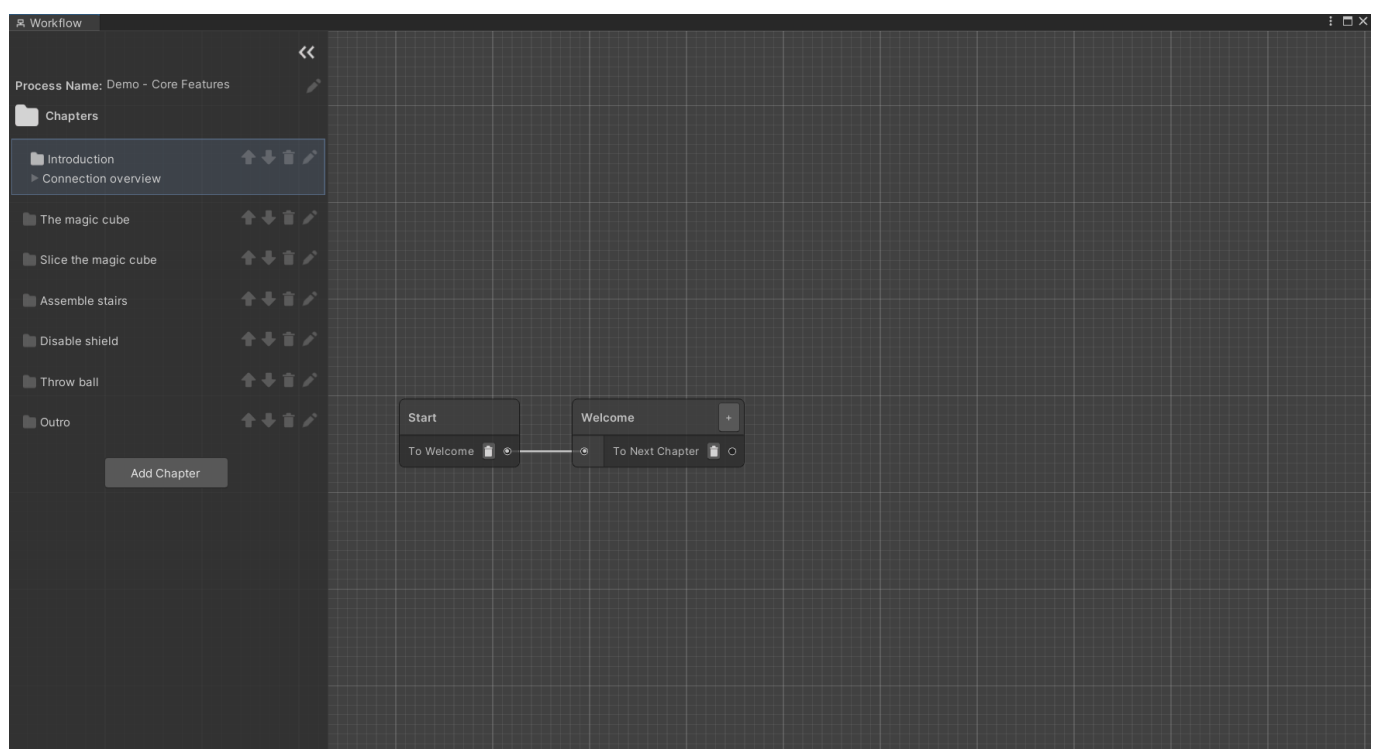 Workflow
Process Name: Demo - Core Features
Chapters
Introduction
Connection overview
The magic cube
Slice the magic cube
Assemble stairs
Disable shield
Throw ball
Outro
Add Chapter
Start
To Welcome
Welcome
+
To Next Chapter